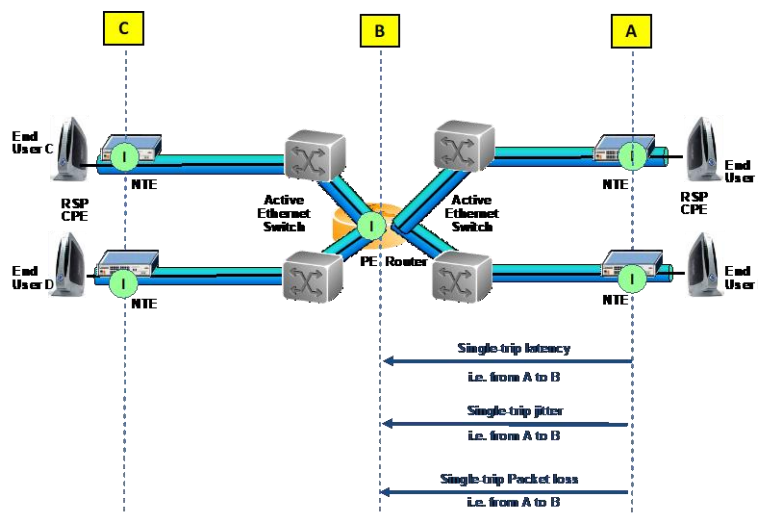 C
B
A
End
User C
I
NTE
RSP
CPE
Active
Ethernet
Switch
Active
Ethernet
Switch
I
NTE
RSP
CPE
End
User
I
PE Router
End
User D
I
NTE
I
NTE
End
User
Single-trip latency
i.e. from A to B
Single-trip jitter
i.e. from A to B
Single-trip Packet loss
i.e. from A to B